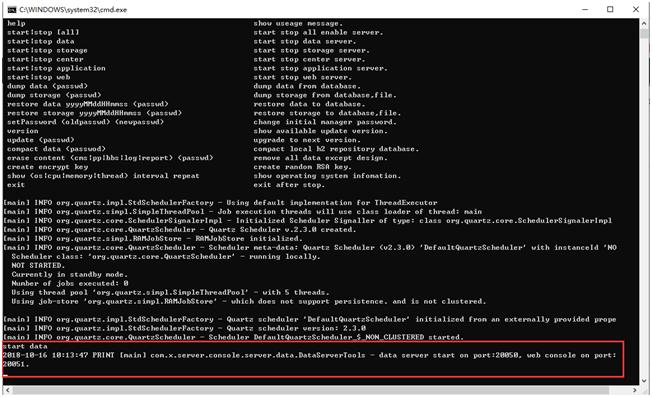 C:\WINDOWS\system32\cmd.exe
help show useage message.
start|stop [all] start stop all enable server.
start|stop data start stop data server.
start|stop storage start stop storage server.
start|stop center start stop center server.
start|stop application start stop application server.
start|stop web start stop web server.
dump data (passwd) dump data from database.
dump storage (passwd) dump storage from database,file.
restore data yyyyMMddHHmmss (passwd) restore data to database.
restore storage yyyyMMddHHmmss (passwd) restore storage to database,file.
setPassword (oldpasswd) (newpasswd) change initial manager password.
version show available update version.
update (passwd) upgrade to next version.
compact data (passwd) compact local h2 repository database.
erase content (cms|pp|bbs|log|report) (passwd) remove all data except design.
create encrypt key create random RSA key.
show (os|cpu|memory|thread) interval repeat show operating system infomation.
exit exit after stop.
[main] INFO org.quartz.impl.StdSchedulerFactory - Using default implementation for ThreadExecutor
[main] INFO org.quartz.simpl.SimpleThreadPool - Job execution threads will use class loader of thread: main
[main] INFO org.quartz.core.SchedulerSignalerImpl - Initialized Scheduler Signaller of type: class org.quartz.core.SchedulerSignalerImpl
[main] INFO org.quartz.core.QuartzScheduler - Quartz Scheduler v.2.3.0 created.
[main] INFO org.quartz.simpl.RAMJobStore - RAMJobStore initialized.
[main] INFO org.quartz.core.QuartzScheduler - Scheduler meta-data: Quartz Scheduler (v2.3.0) 'DefaultQuartzScheduler' with instanceId 'NO
Scheduler class: 'org.quartz.core.QuartzScheduler' - running locally.
NOT STARTED.
Currently in standby mode.
Number of jobs executed: 0
Using thread pool 'org.quartz.simpl.SimpleThreadPool' - with 5 threads.
Using job-store 'org.quartz.simpl.RAMJobStore' - which does not support persistence. and is not clustered.
[main] INFO org.quartz.impl.StdSchedulerFactory - Quartz scheduler 'DefaultQuartzScheduler' initialized from an externally provided prope
[main] INFO org.quartz.impl.StdSchedulerFactory - Quartz scheduler version: 2.3.0
[main] INFO org.quartz.core.QuartzScheduler - Scheduler DefaultQuartzScheduler_$_NON_CLUSTERED started.
start data
2018-10-16 10:13:47 PRINT [main] com.x.server.console.server.data.DataServerTools - data server start on port:20050, web console on port:
20051.